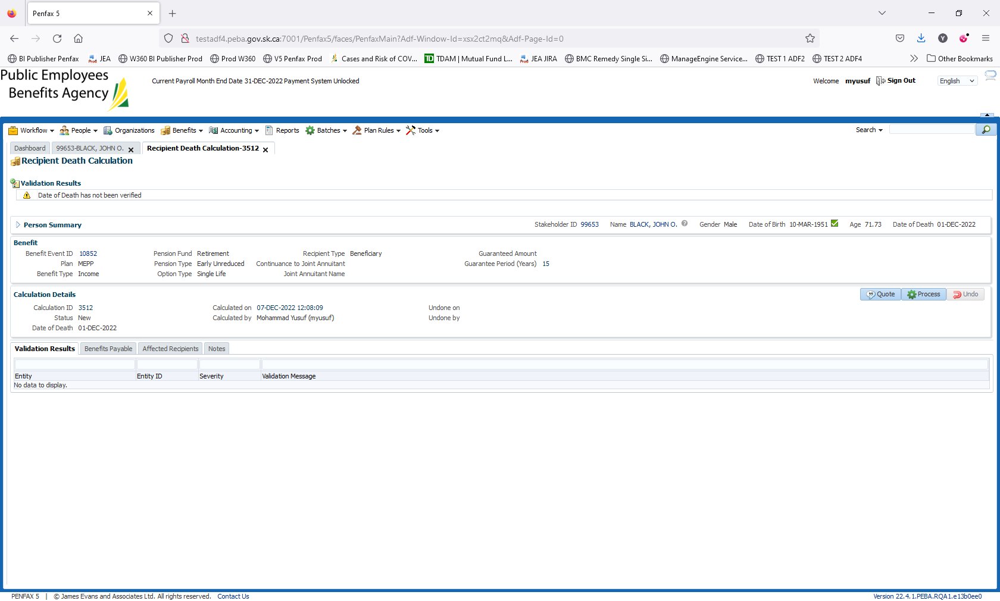 Penfax 5
testadf4.peba.gov.sk.ca:7001/Penfax5/faces/PenfaxMain?Adf-Window-Id=xsx2ct2mq&Adf-Page-Id=0
Y
BI Publisher Penfax JEA W360 BI Publisher Prod Prod W360 V5 Penfax Prod Cases and Risk of COV... TD TDAM | Mutual Fund L... JEA JIRA BMC Remedy Single Si... ManageEngine Service... TEST 1 ADF2 TEST 2 ADF4 Other Bookmarks
Public Employees
Benefits Agency
Current Payroll Month End Date 31-DEC-2022 Payment System Unlocked
Welcome myusuf Sign Out English
Workflow People Organizations Benefits Accounting Reports Batches Plan Rules Tools Search
Dashboard 99653-BLACK, JOHN O. Recipient Death Calculation-3512
Recipient Death Calculation
Validation Results
Date of Death has not been verified
Person Summary Stakeholder ID 99653 Name BLACK, JOHN O. Gender Male Date of Birth 10-MAR-1951 Age 71.73 Date of Death 01-DEC-2022
Benefit
Benefit Event ID 10852 Pension Fund Retirement Recipient Type Beneficiary Guaranteed Amount
Plan MEPP Pension Type Early Unreduced Continuance to Joint Annuitant Guarantee Period (Years) 15
Benefit Type Income Option Type Single Life Joint Annuitant Name
Calculation Details Quote Process Undo
Calculation ID 3512 Calculated on 07-DEC-2022 12:08:09 Undone on
Status New Calculated by Mohammad Yusuf (myusuf) Undone by
Date of Death 01-DEC-2022
Validation Results Benefits Payable Affected Recipients Notes
Entity Entity ID Severity Validation Message
No data to display.
PENFAX 5 | © James Evans and Associates Ltd. All rights reserved. Contact Us Version 22.4.1.PEBA.RQA1.e13b0ee0